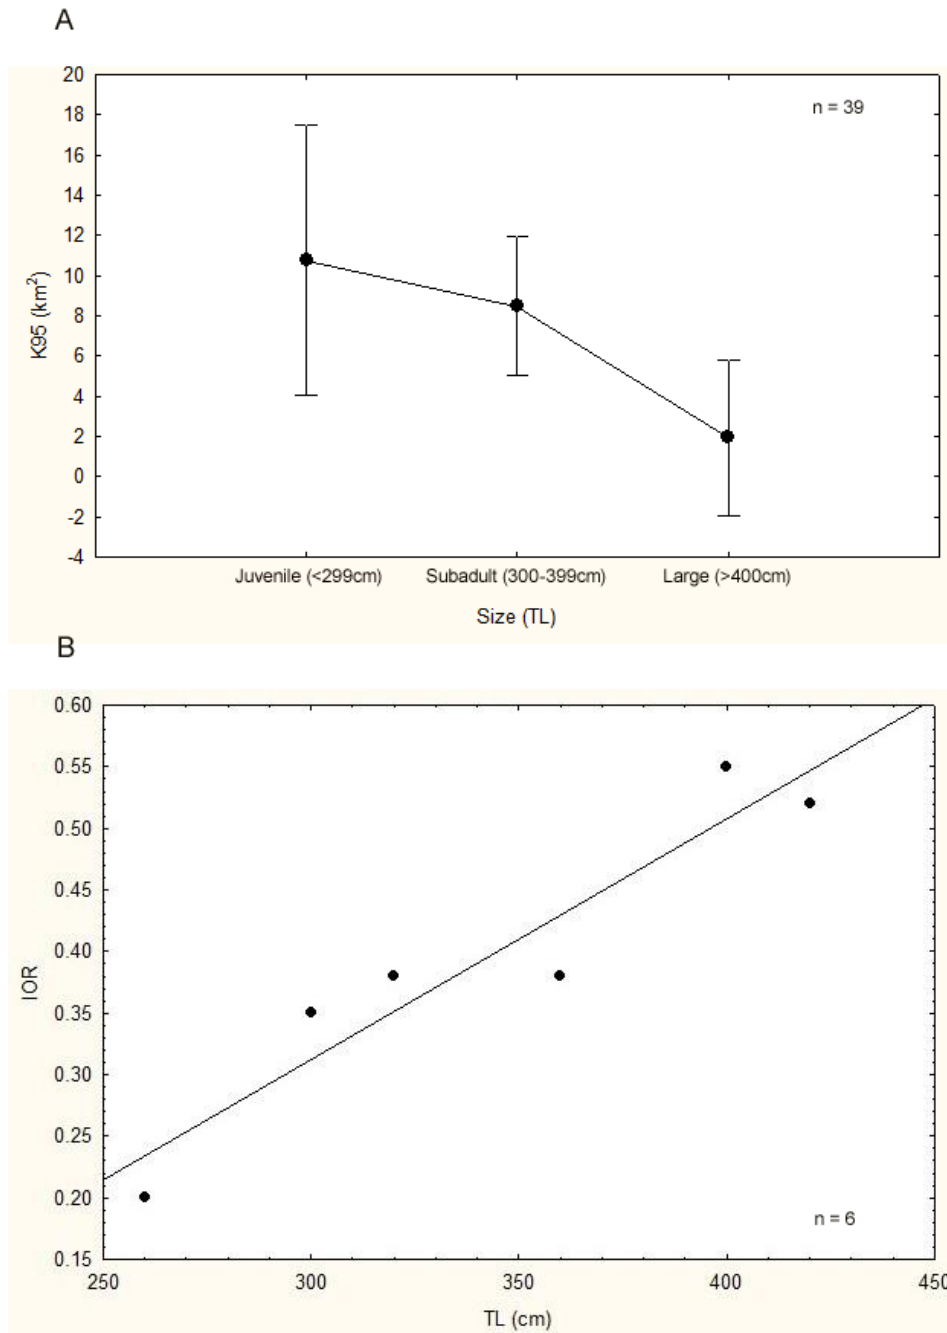 A
20
n = 39
18
16
14
12
10
8
6
4
2
0
-2
-4
K95 (km²)
Juvenile (<299cm) Subadult (300-399cm) Large (>400cm)
Size (TL)
B
0.60
0.55
0.50
0.45
0.40
0.35
0.30
0.25
0.20
0.15
IOR
n = 6
250 300 350 400 450
TL (cm)